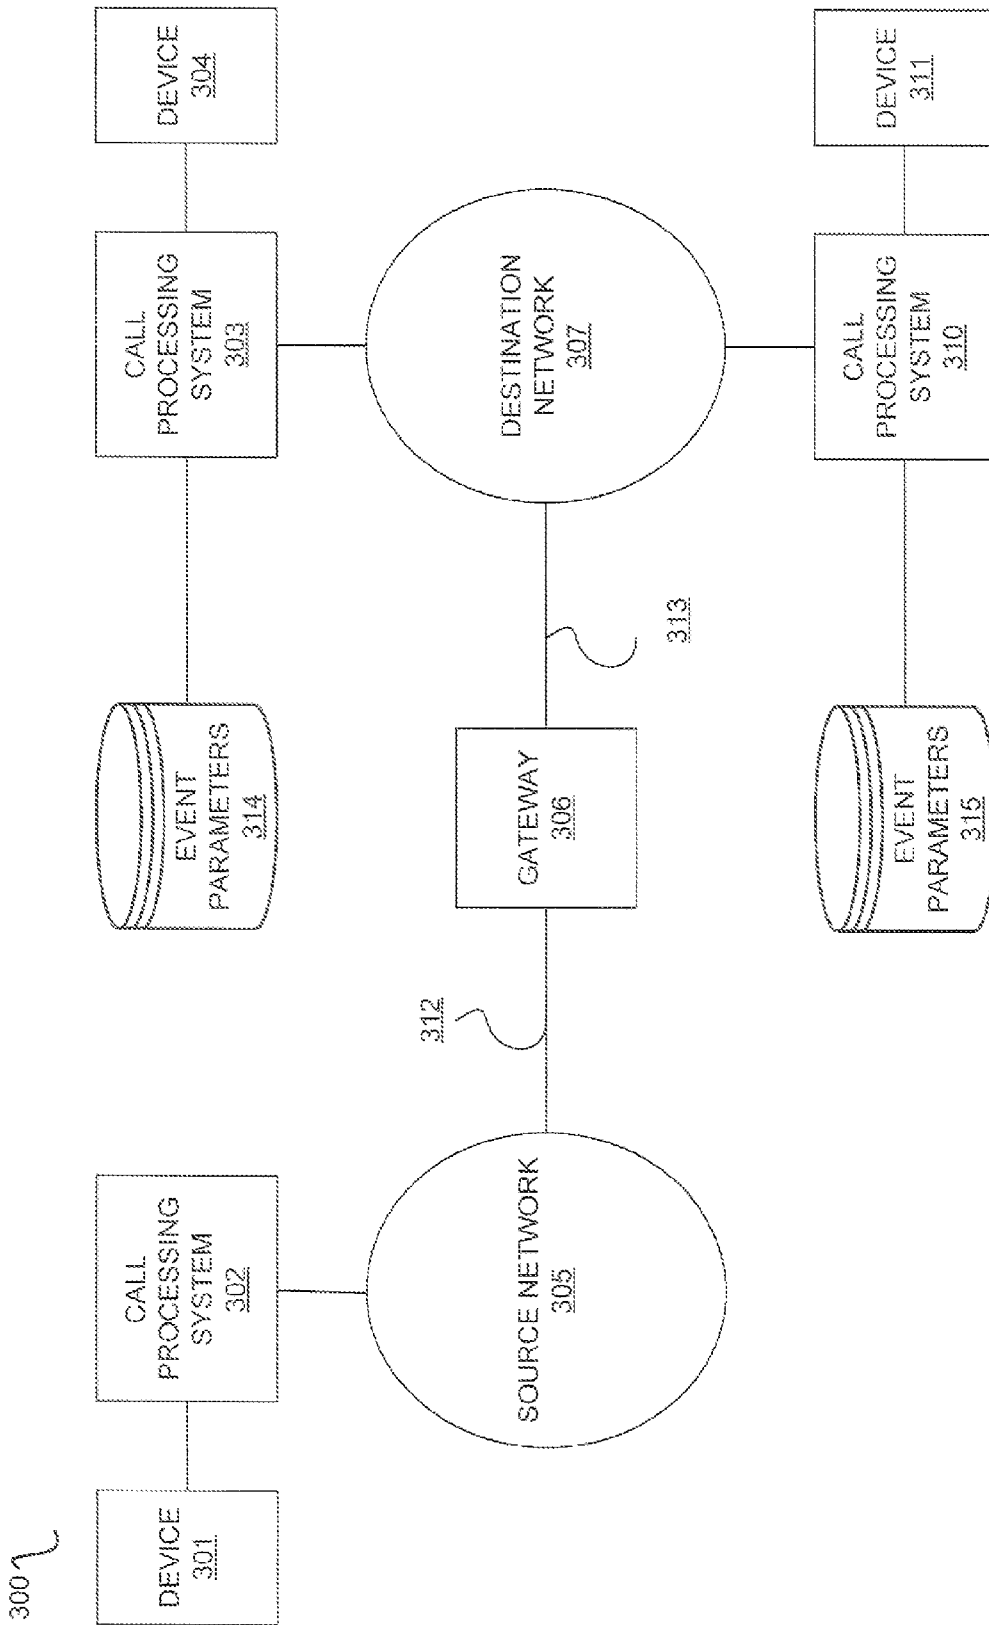 300
DEVICE
301
CALL
PROCESSING
SYSTEM
302
EVENT
PARAMETERS
314
CALL
PROCESSING
SYSTEM
303
DEVICE
304
SOURCE NETWORK
305
312
GATEWAY
306
313
DESTINATION
NETWORK
307
EVENT
PARAMETERS
315
CALL
PROCESSING
SYSTEM
310
DEVICE
311